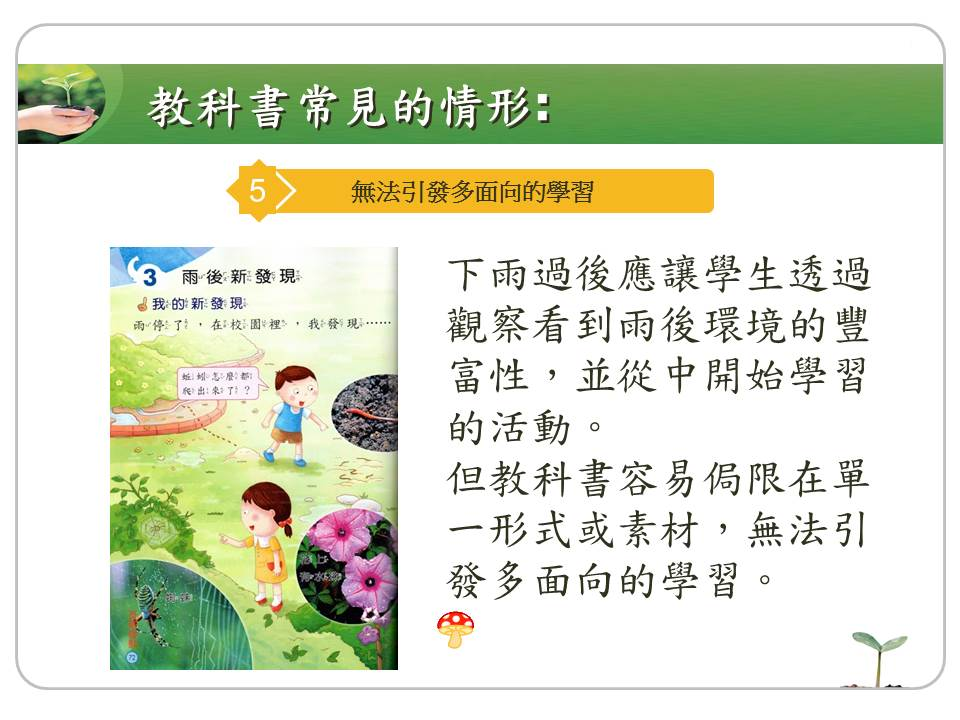 教科書常見的情形:
5
無法引發多面向的學習
3 雨後新發現
我的新發現
雨停了，在校園裡，我發現……
蚯蚓怎麼都
爬出來了？
72
下雨過後應讓學生透過
觀察看到雨後環境的豐
富性，並從中開始學習
的活動。
但教科書容易侷限在單
一形式或素材，無法引
發多面向的學習。